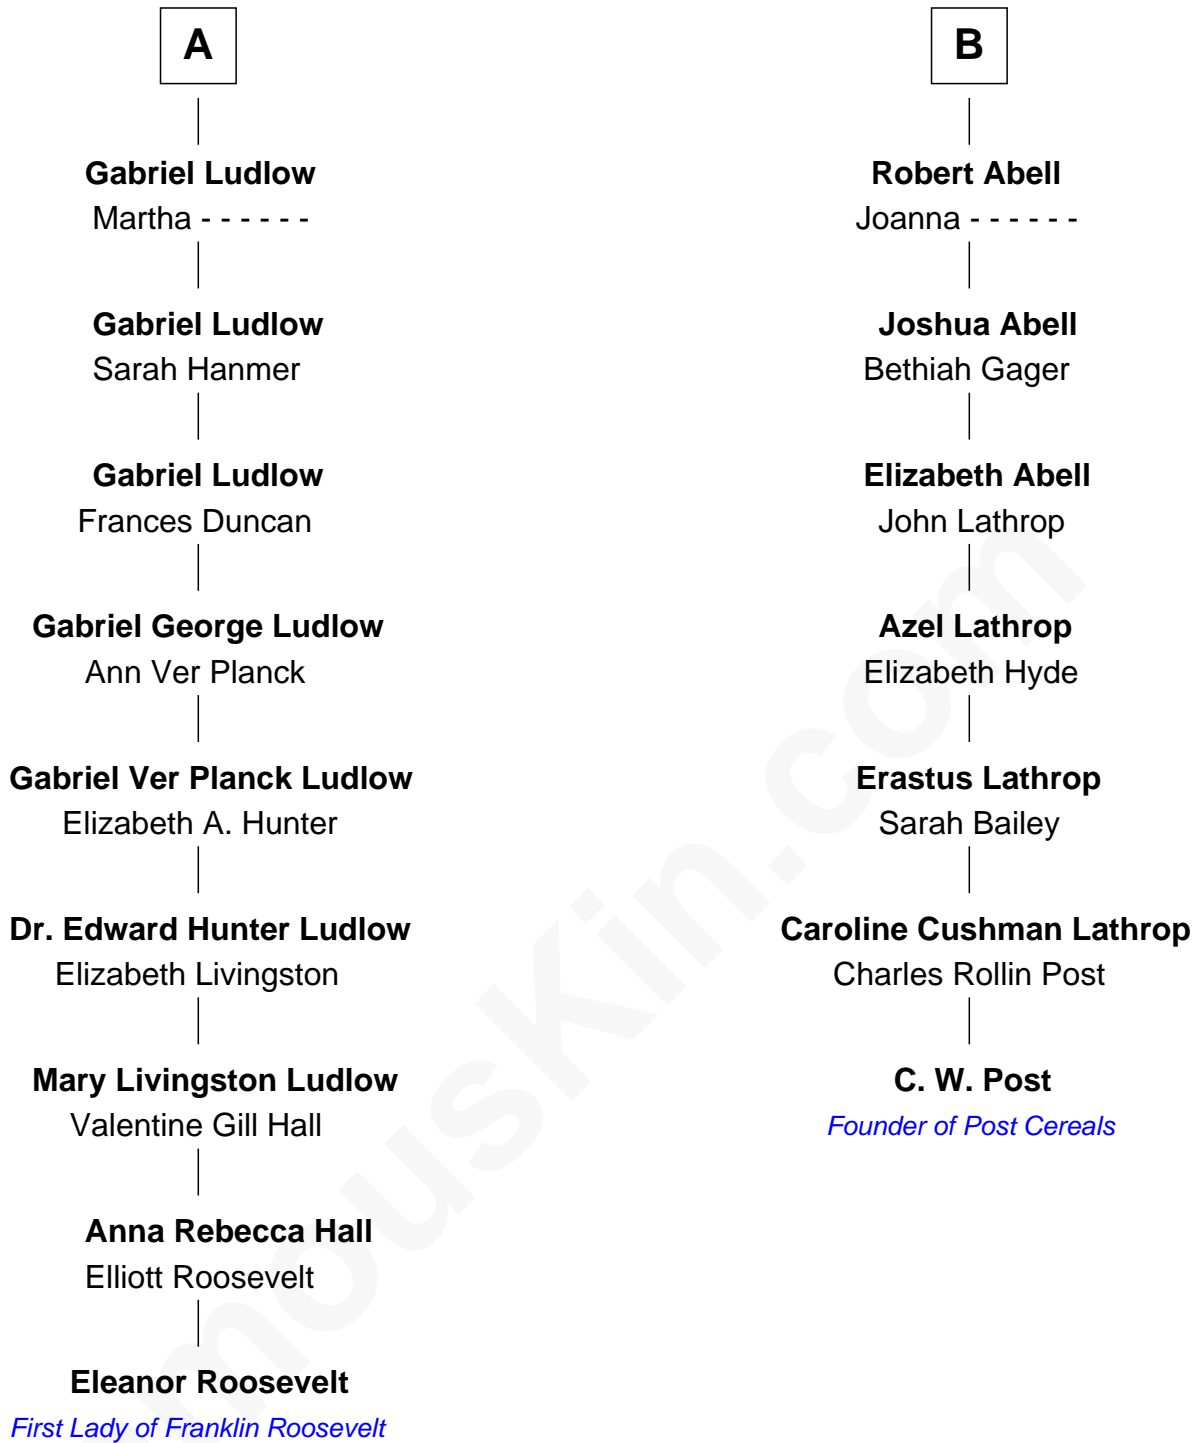 A
Gabriel Ludlow
Martha - - - - - -
Gabriel Ludlow
Sarah Hanmer
Gabriel Ludlow
Frances Duncan
Gabriel George Ludlow
Ann Ver Planck
Gabriel Ver Planck Ludlow
Elizabeth A. Hunter
Dr. Edward Hunter Ludlow
Elizabeth Livingston
Mary Livingston Ludlow
Valentine Gill Hall
Anna Rebecca Hall
Elliott Roosevelt
Eleanor Roosevelt
First Lady of Franklin Roosevelt
B
Robert Abell
Joanna - - - - - -
Joshua Abell
Bethiah Gager
Elizabeth Abell
John Lathrop
Azel Lathrop
Elizabeth Hyde
Erastus Lathrop
Sarah Bailey
Caroline Cushman Lathrop
Charles Rollin Post
C. W. Post
Founder of Post Cereals
mousKin.com